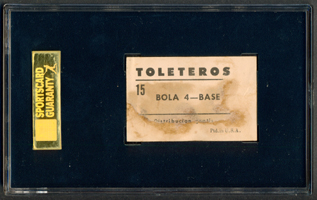 SPORTSCARD
GUARANTY
TOLETEROS
15
BOLA 4—BASE